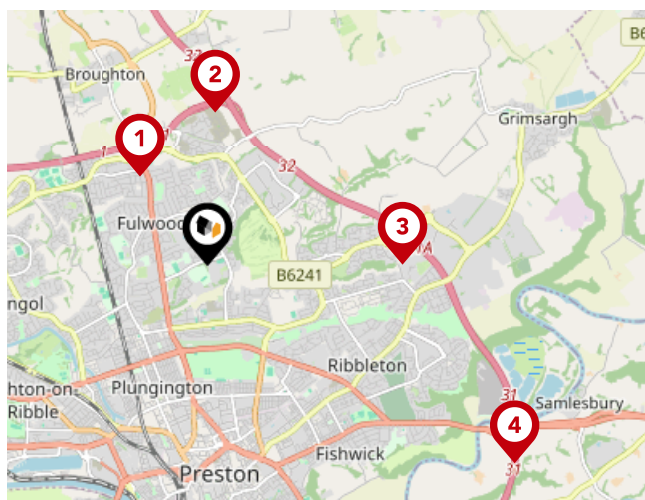 32
Broughton
2
B6
1
1
Grimsargh
32
Fulwood
3
1A
B6241
ngol
Ribbleton
hton-on-
Ribble
Plungington
31
Samlesbury
4
Fishwick
31
Preston